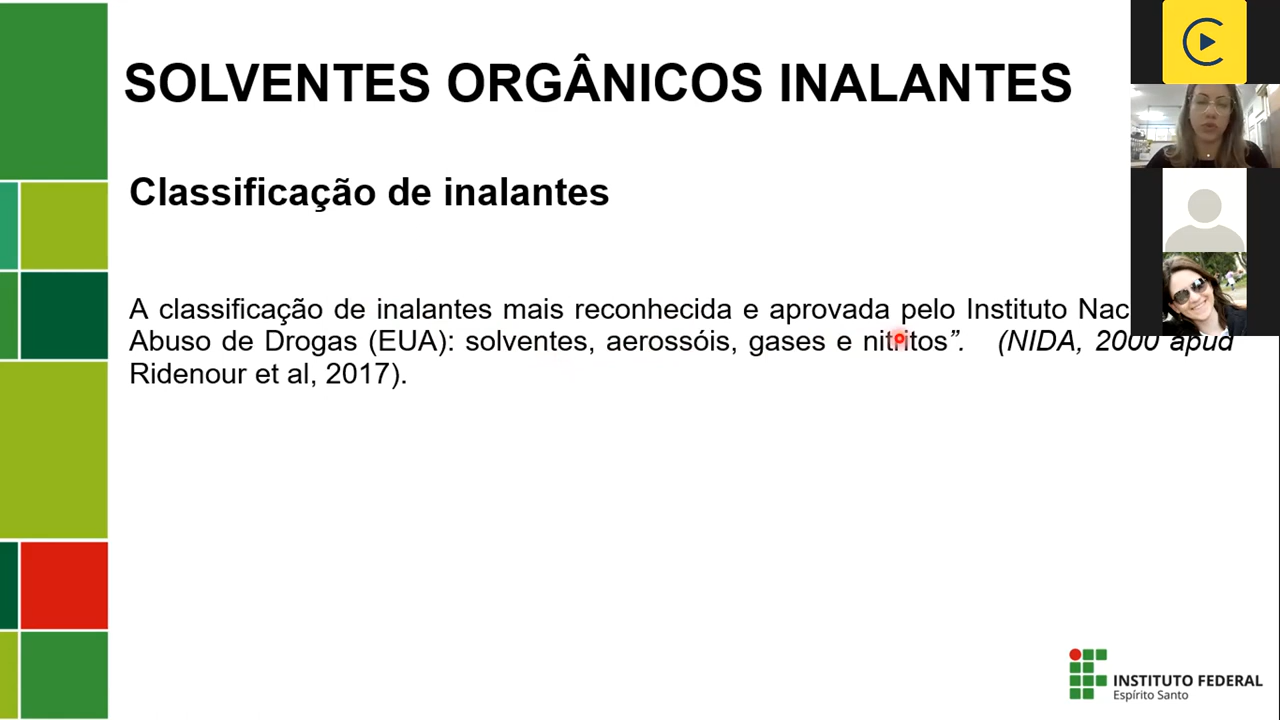 SOLVENTES ORGÂNICOS INALANTES
Classificação de inalantes
A classificação de inalantes mais reconhecida e aprovada pelo Instituto
Abuso de Drogas (EUA): solventes, aerossóis, gases e nitritos”. (NIDA, 2000 apud
Ridenour et al, 2017).
INSTITUTO FEDERAL
Espírito Santo